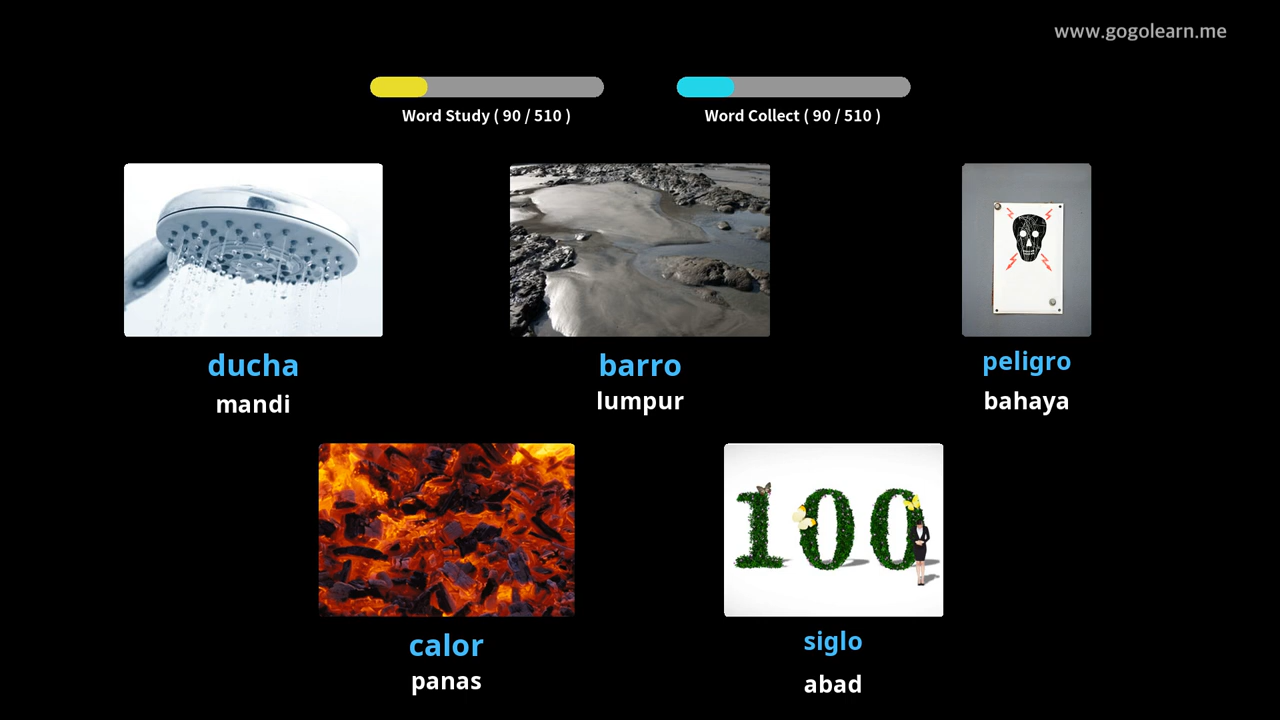 www.gogolearn.me
Word Study ( 90 / 510 )
Word Collect ( 90 / 510 )
ducha
mandi
barro
lumpur
peligro
bahaya
100
calor
panas
siglo
abad